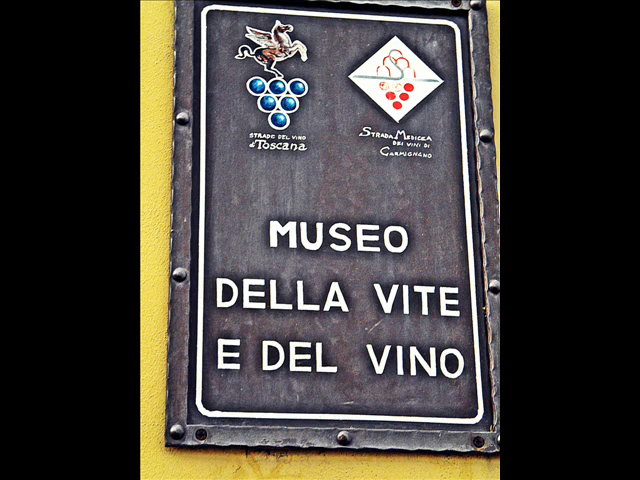 STRADE DEL VINO
di Toscana
STRADA MEDICEA
DEI VINI DI
CARMIGNANO
MUSEO
DELLA VITE
E DEL VINO